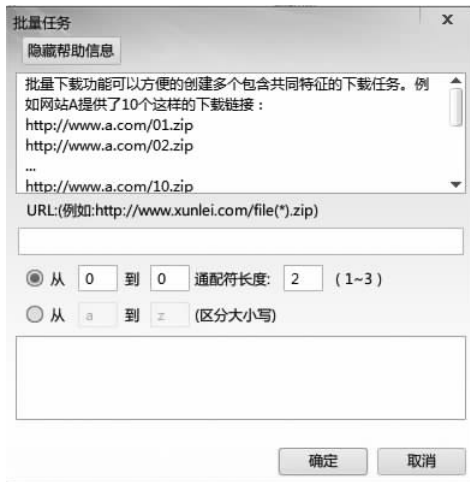 批量任务
x
隐藏帮助信息
批量下载功能可以方便的创建多个包含共同特征的下载任务。例
如网站A提供了10个这样的下载链接：
http://www.a.com/01.zip
http://www.a.com/02.zip
...
http://www.a.com/10.zip
URL:(例如:http://www.xunlei.com/file(*).zip)
从 0 到 0 通配符长度: 2 (1~3)
从 a 到 z (区分大小写)
确定 取消